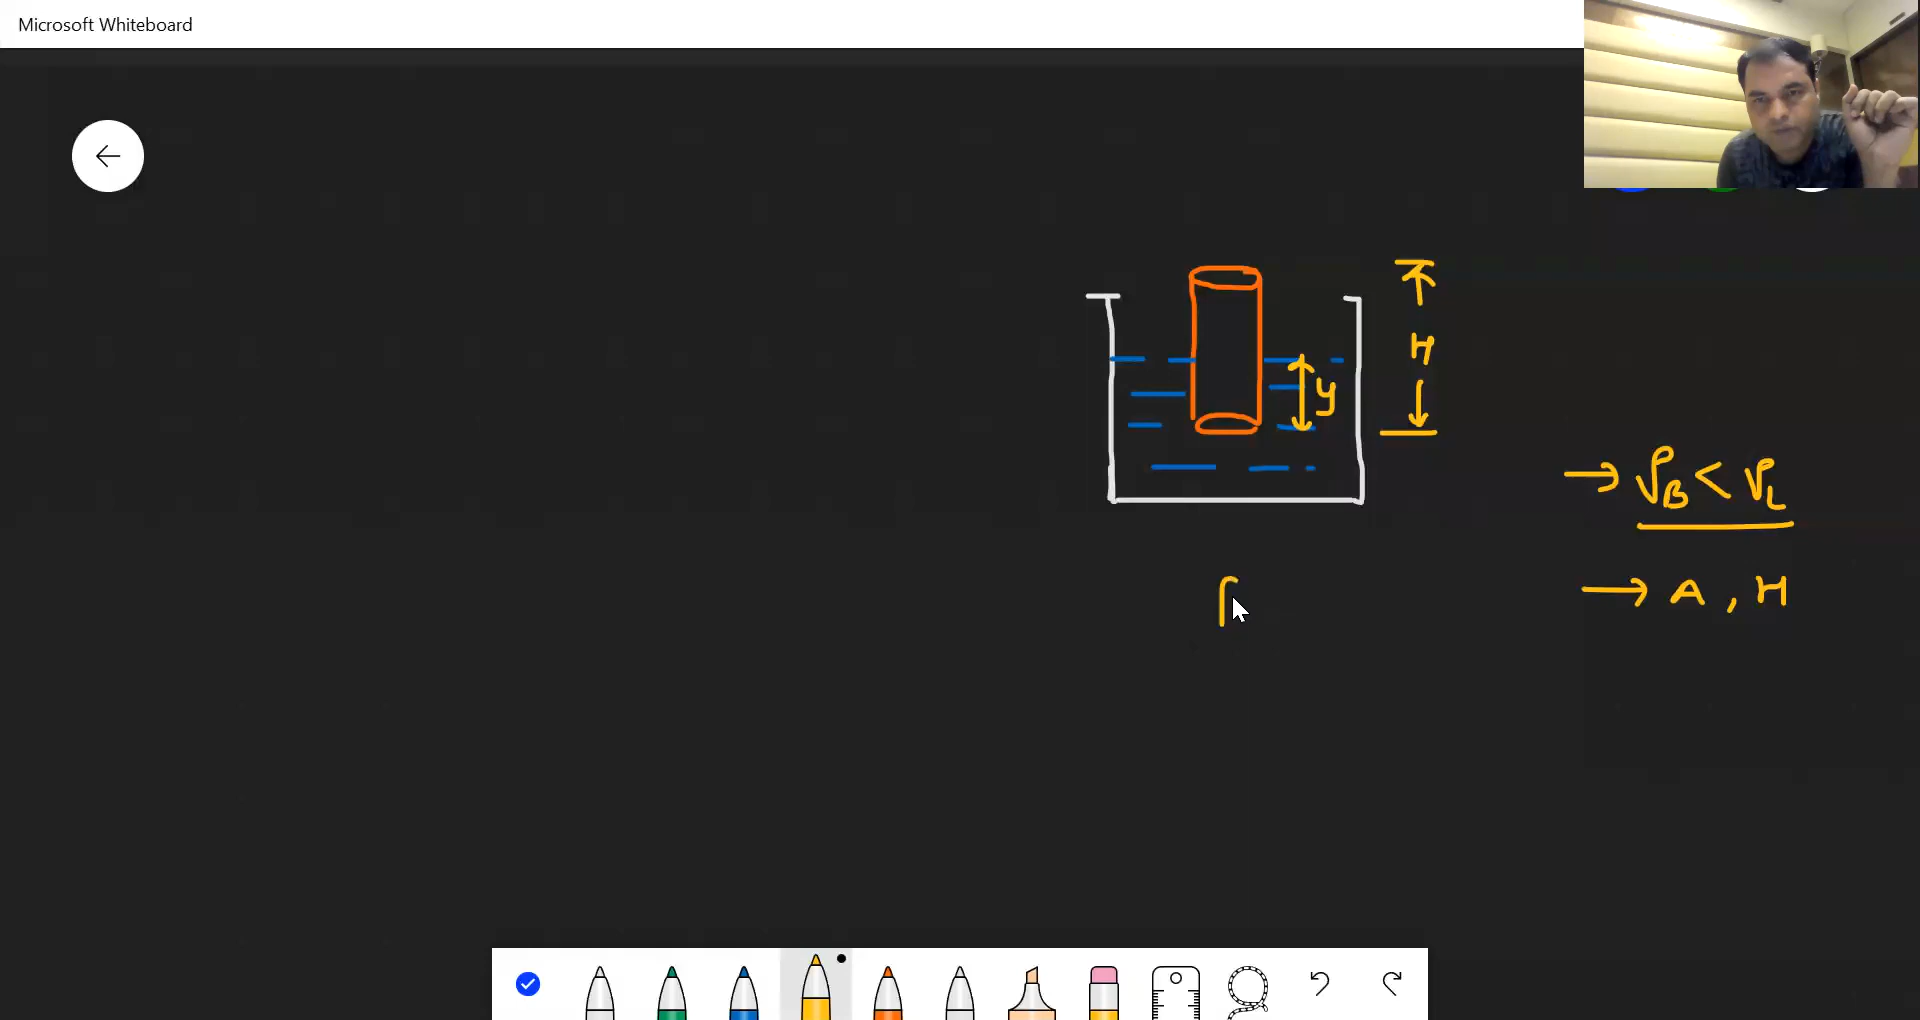 Microsoft Whiteboard
H
y
→ ρB < ρL
→ A , H